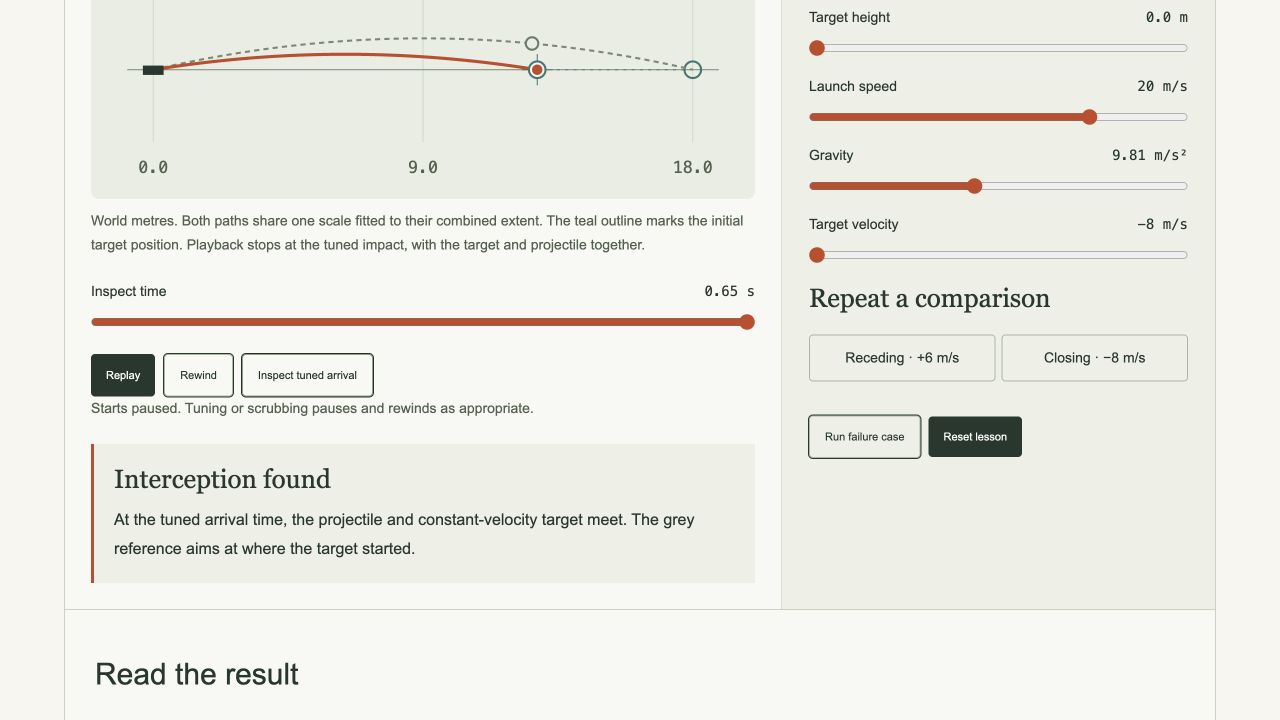 0.0
9.0
18.0
World metres. Both paths share one scale fitted to their combined extent. The teal outline marks the initial
target position. Playback stops at the tuned impact, with the target and projectile together.
Inspect time
0.65 s
Replay
Rewind
Inspect tuned arrival
Starts paused. Tuning or scrubbing pauses and rewinds as appropriate.
Interception found
At the tuned arrival time, the projectile and constant-velocity target meet. The grey
reference aims at where the target started.
Target height
0.0 m
Launch speed
20 m/s
Gravity
9.81 m/s²
Target velocity
−8 m/s
Repeat a comparison
Receding · +6 m/s
Closing · −8 m/s
Run failure case
Reset lesson
Read the result